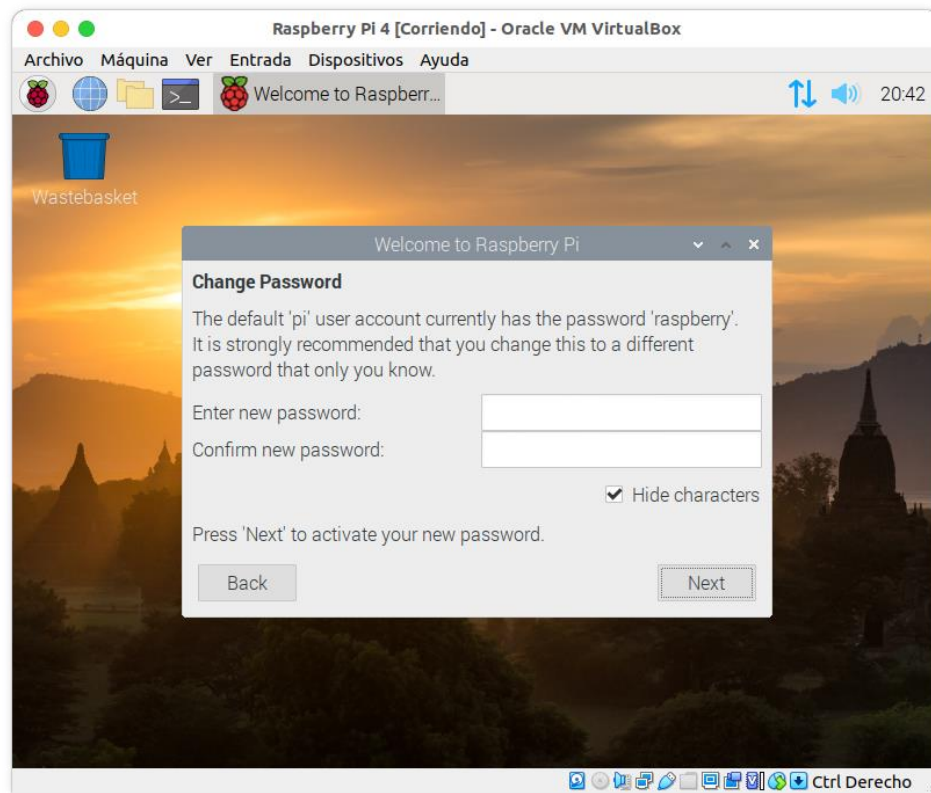 Raspberry Pi 4 [Corriendo] - Oracle VM VirtualBox
Archivo Máquina Ver Entrada Dispositivos Ayuda
>_ Welcome to Raspberr... 20:42
Wastebasket
Welcome to Raspberry Pi
Change Password
The default 'pi' user account currently has the password 'raspberry'.
It is strongly recommended that you change this to a different
password that only you know.
Enter new password:
Confirm new password:
Hide characters
Press 'Next' to activate your new password.
Back Next
Ctrl Derecho